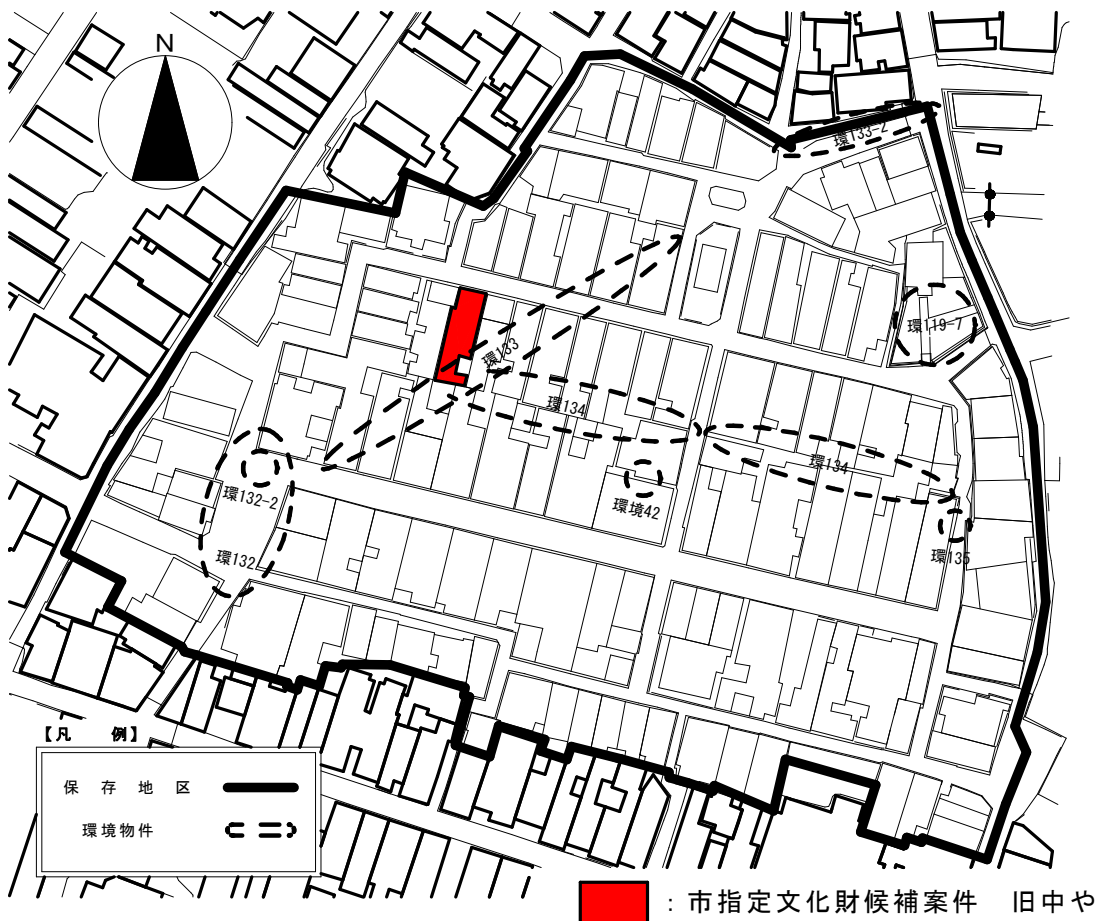 N
環133-2
環119-7
環133
環134
環134
環132-2
環境42
環132
環135
【凡 例】
保 存 地 区
環境物件
：市指定文化財候補案件 旧中や